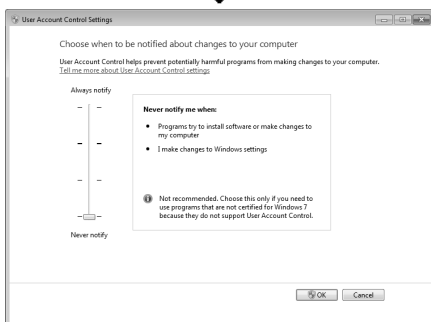 User Account Control Settings
Choose when to be notified about changes to your computer
User Account Control helps prevent potentially harmful programs from making changes to your computer.
Tell me more about User Account Control settings
Always notify
Never notify me when:
Programs try to install software or make changes to
my computer
I make changes to Windows settings
Not recommended. Choose this only if you need to
use programs that are not certified for Windows 7
because they do not support User Account Control.
Never notify
OK
Cancel